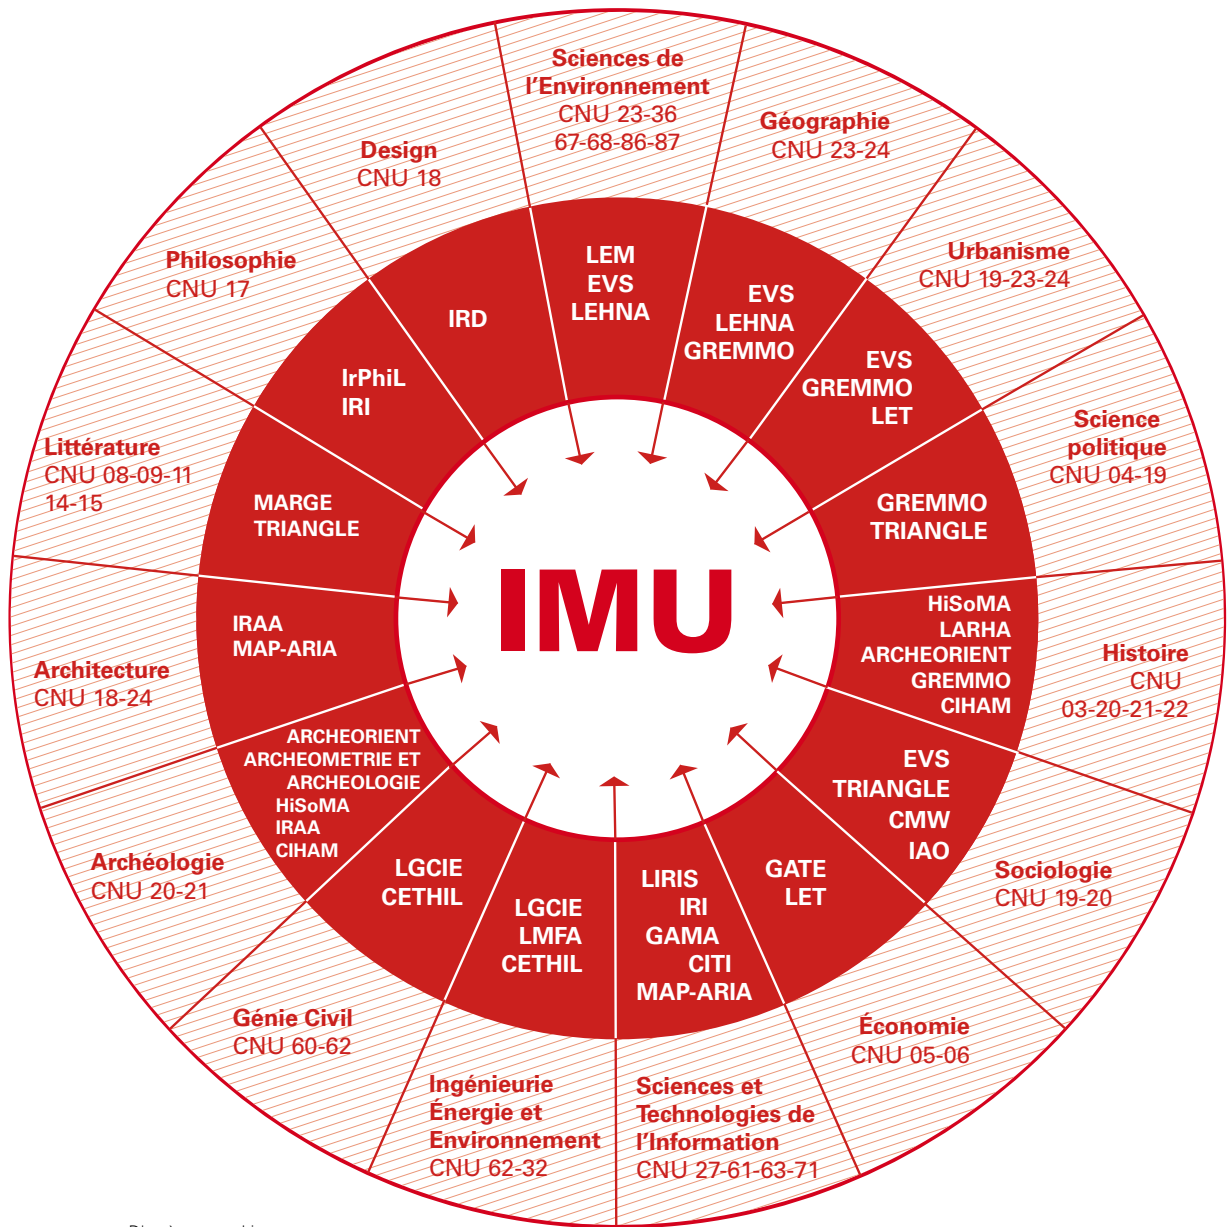 Sciences de
l'Environnement
CNU 23-36
67-68-86-87
Géographie
CNU 23-24
Urbanisme
CNU 19-23-24
Science
politique
CNU 04-19
Histoire
CNU
03-20-21-22
Sociologie
CNU 19-20
Économie
CNU 05-06
Sciences et
Technologies de
l'Information
CNU 27-61-63-71
Ingénieurie
Énergie et
Environnement
CNU 62-32
Génie Civil
CNU 60-62
Archéologie
CNU 20-21
Architecture
CNU 18-24
Littérature
CNU 08-09-11
14-15
Philosophie
CNU 17
Design
CNU 18
LEM
EVS
LEHNA
EVS
LEHNA
GREMMO
EVS
GREMMO
LET
GREMMO
TRIANGLE
HiSoMA
LARHA
ARCHEORIENT
GREMMO
CIHAM
EVS
TRIANGLE
CMW
IAO
GATE
LET
LIRIS
IRI
GAMA
CITI
MAP-ARIA
LGCIE
LMFA
CETHIL
LGCIE
CETHIL
ARCHEORIENT
ARCHEOMETRIE ET
ARCHEOLOGIE
HiSoMA
IRAA
CIHAM
IRAA
MAP-ARIA
MARGE
TRIANGLE
IrPhiL
IRI
IRD
IMU